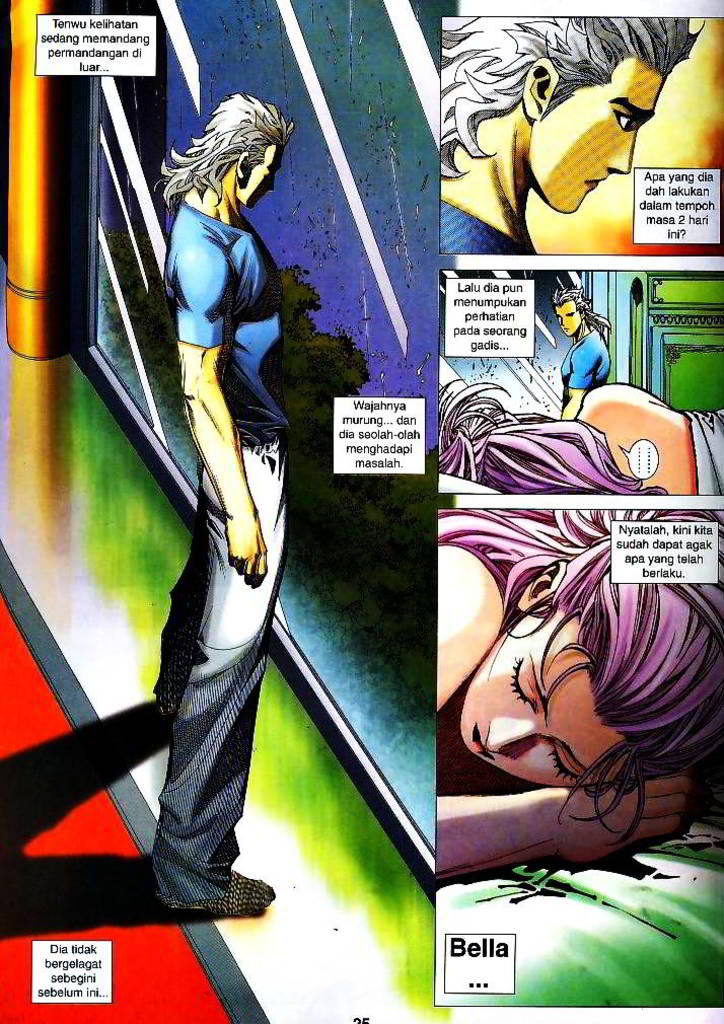 Tenwu kelihatan
sedang memandang
permandangan di
luar...
Wajahnya
murung... dan
dia seolah-olah
menghadapi
masalah.
Dia tidak
bergelagat
sebegini
sebelum ini...
Apa yang dia
dah lakukan
dalam tempoh
masa 2 hari
ini?
Lalu dia pun
menumpukan
perhatian
pada seorang
gadis...
......
Nyatalah, kini kita
sudah dapat agak
apa yang telah
berlaku.
Bella
...
25